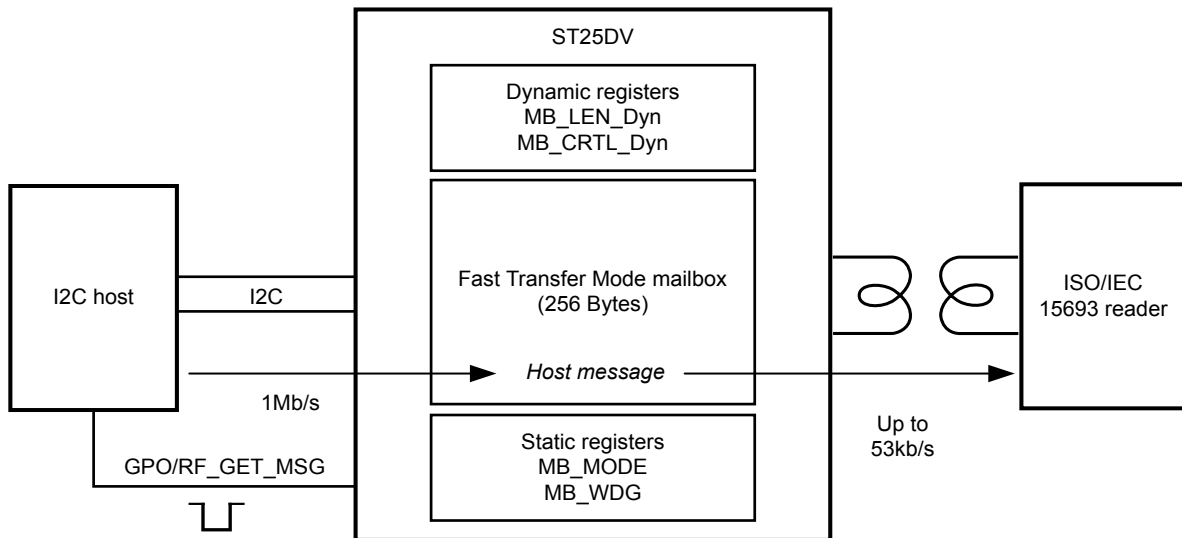 ST25DV
Dynamic registers
MB_LEN_Dyn
MB_CRTL_Dyn
I2C host
I2C
Fast Transfer Mode mailbox
(256 Bytes)
ISO/IEC
15693 reader
Host message
1Mb/s
Up to
53kb/s
GPO/RF_GET_MSG
Static registers
MB_MODE
MB_WDG